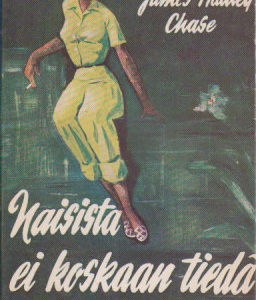 James Hadley
Chase
Naisista
ei koskaan tiedä